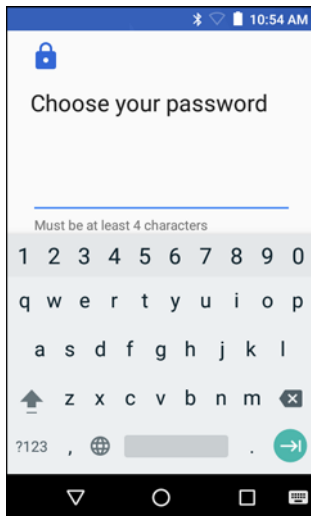 10:54 AM
Choose your password
Must be at least 4 characters
1 2 3 4 5 6 7 8 9 0
q w e r t y u i o p
a s d f g h j k l
z x c v b n m
?123 , .